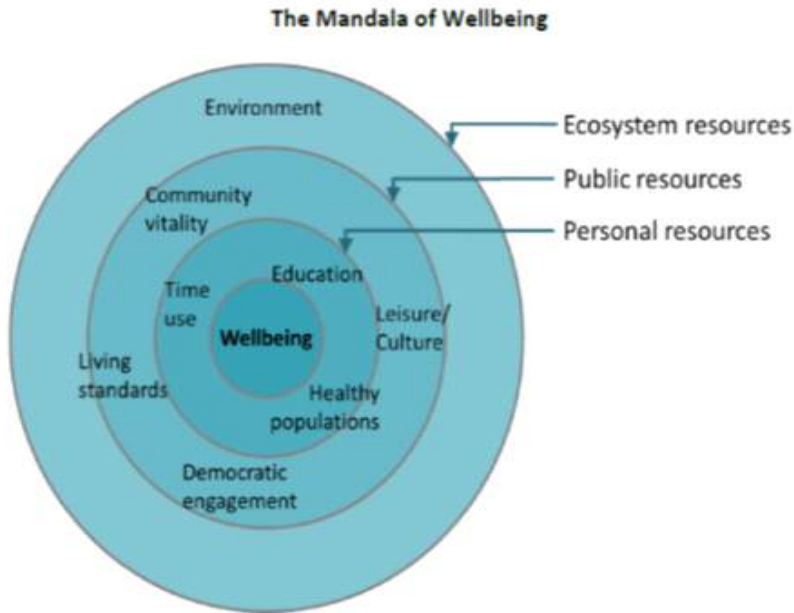 The Mandala of Wellbeing
Environment
Ecosystem resources
Public resources
Personal resources
Community
vitality
Education
Time
use
Leisure/
Culture
Wellbeing
Living
standards
Healthy
populations
Democratic
engagement